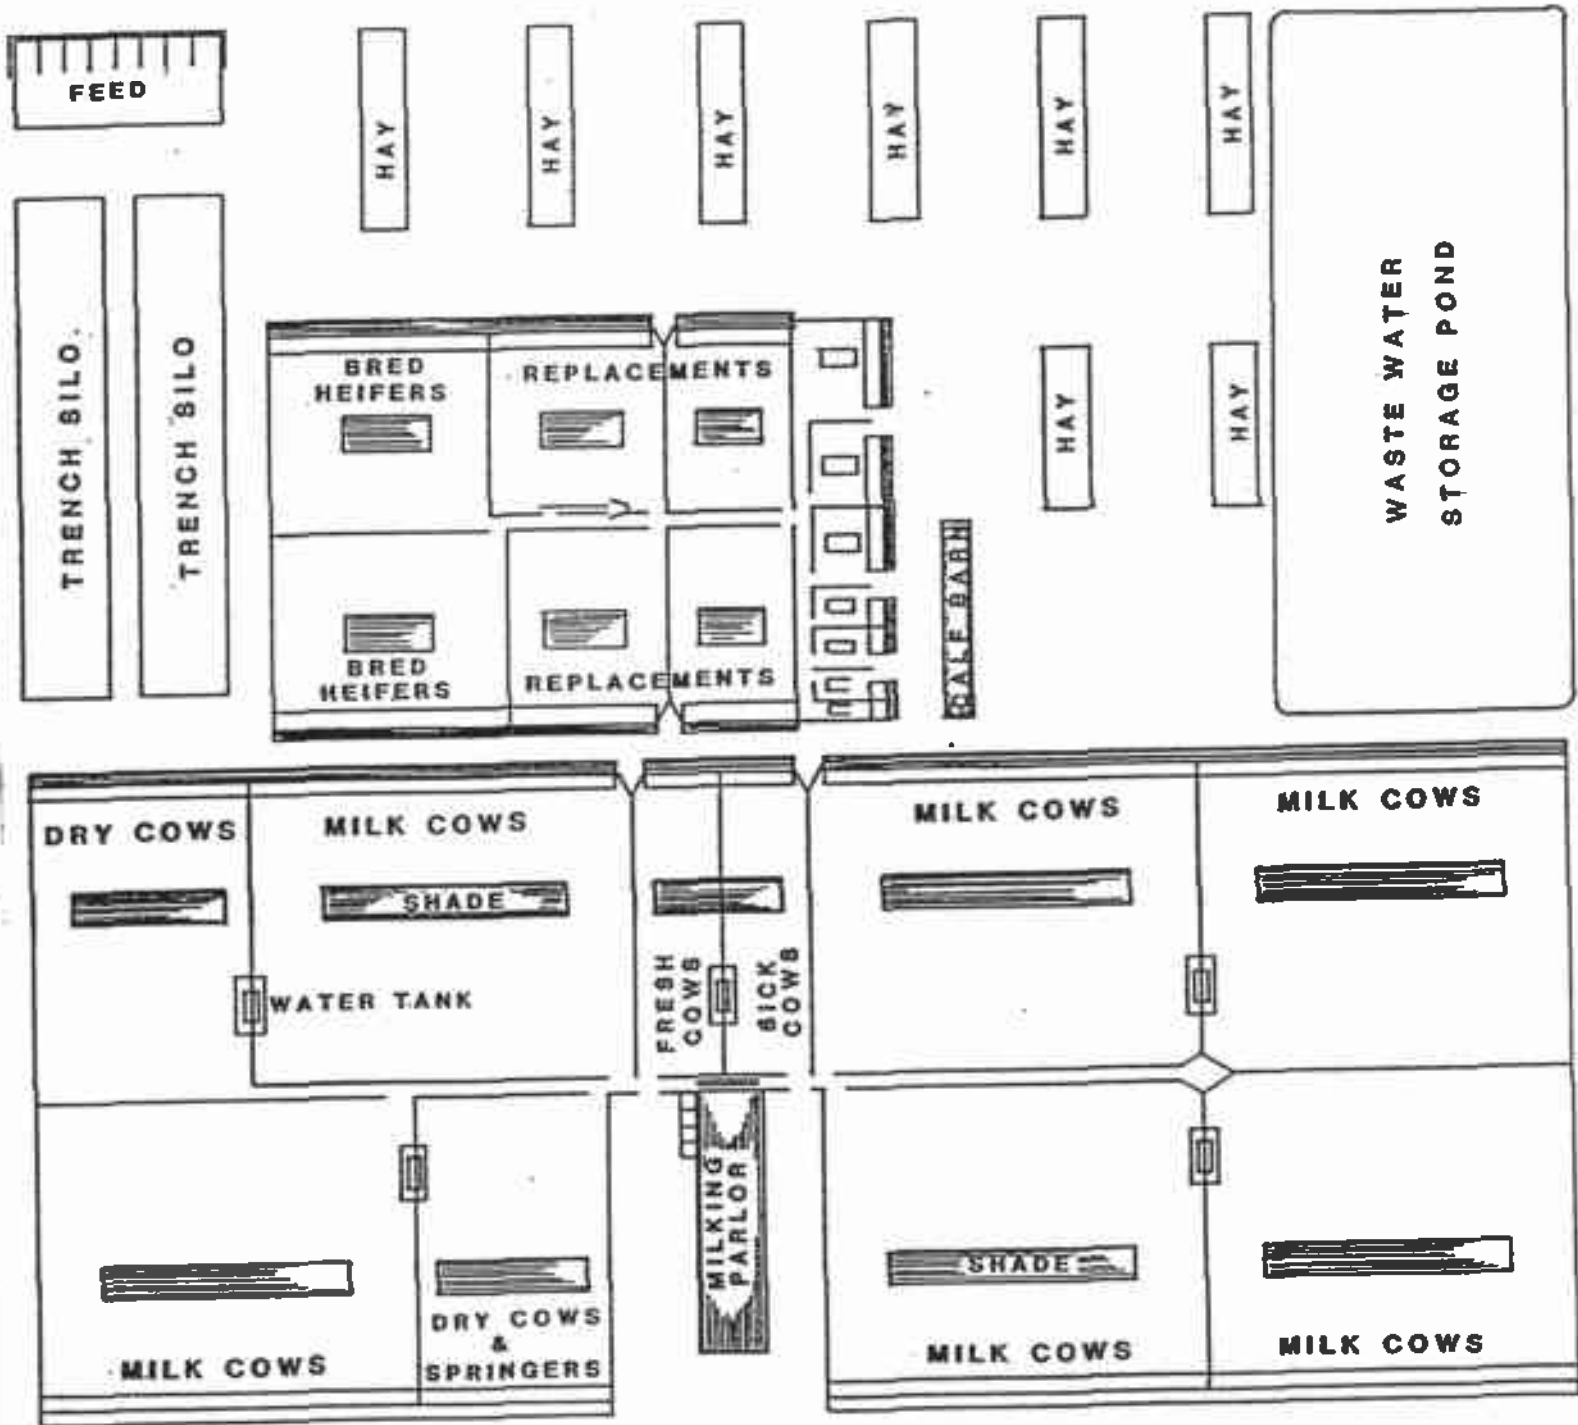 FEED
HAY
HAY
HAY
HAY
HAY
HAY
TRENCH SILO.
TRENCH SILO
BRED
HEIFERS
REPLACEMENTS
HAY
HAY
WASTE WATER
STORAGE POND
CALF BARN
BRED
HEIFERS
REPLACEMENTS
DRY COWS
MILK COWS
MILK COWS
MILK COWS
SHADE
WATER TANK
FRESH
COWS
SICK
COWS
MILKING
PARLOR
SHADE
DRY COWS
&
SPRINGERS
MILK COWS
MILK COWS
MILK COWS